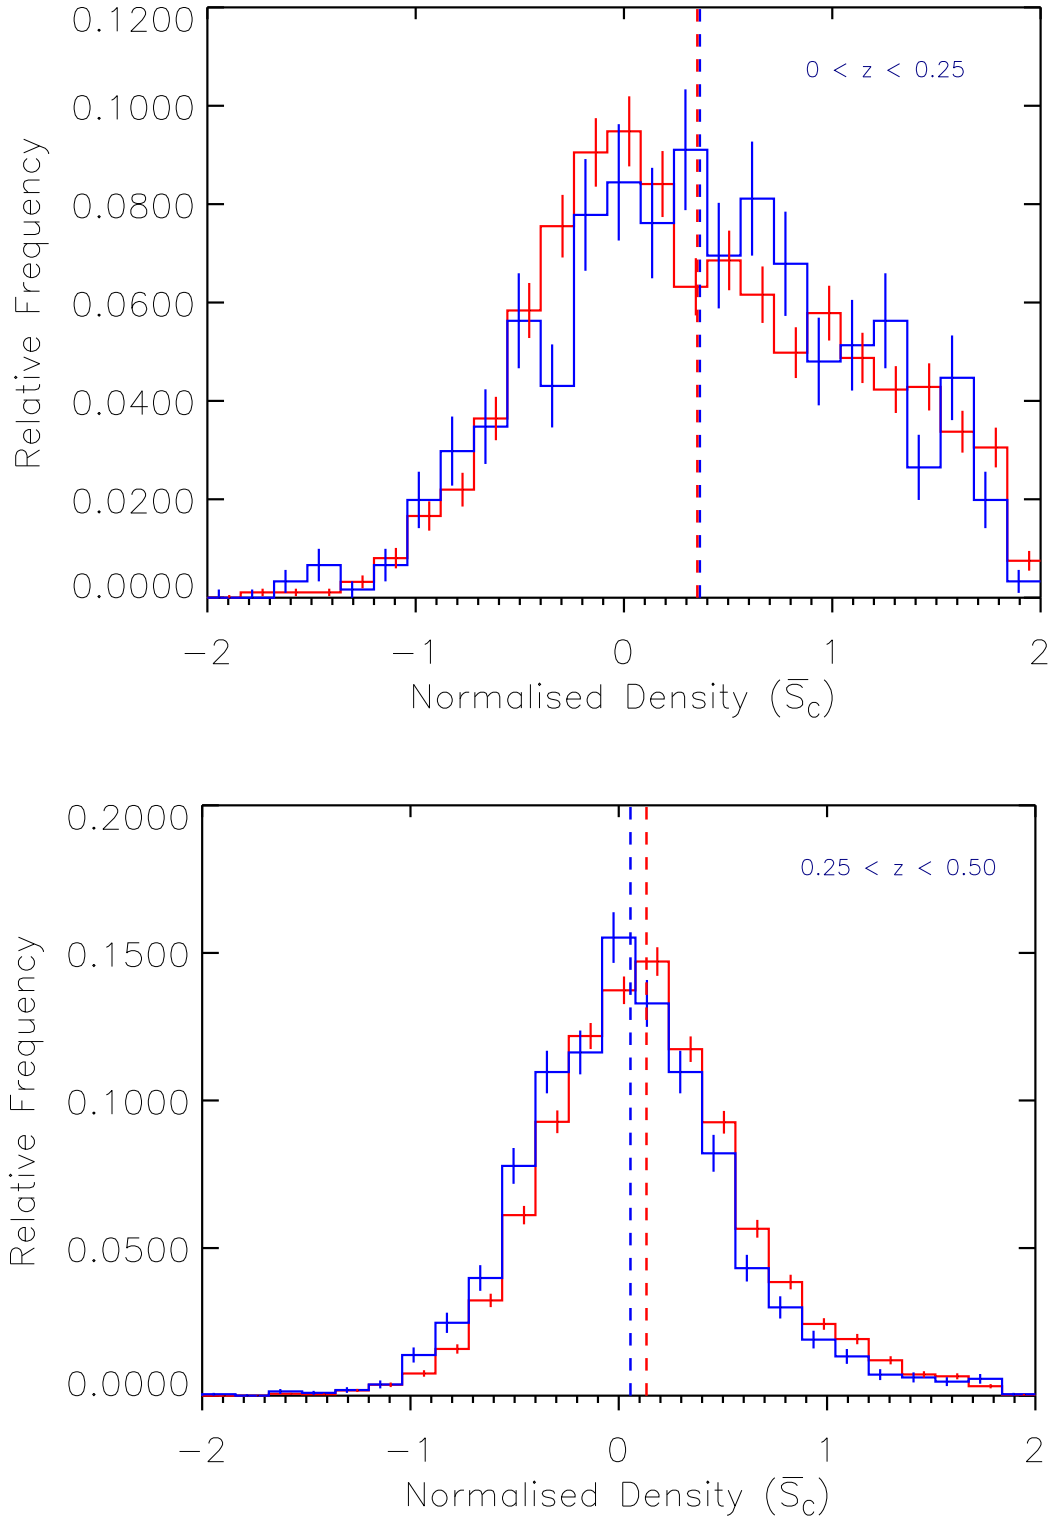 0.1200
0 < z < 0.25
0.1000
0.0800
0.0600
0.0400
0.0200
0.0000
Relative Frequency
−2 −1 0 1 2
Normalised Density (S̅C)
0.2000
0.25 < z < 0.50
0.1500
0.1000
0.0500
0.0000
Relative Frequency
−2 −1 0 1 2
Normalised Density (S̅C)